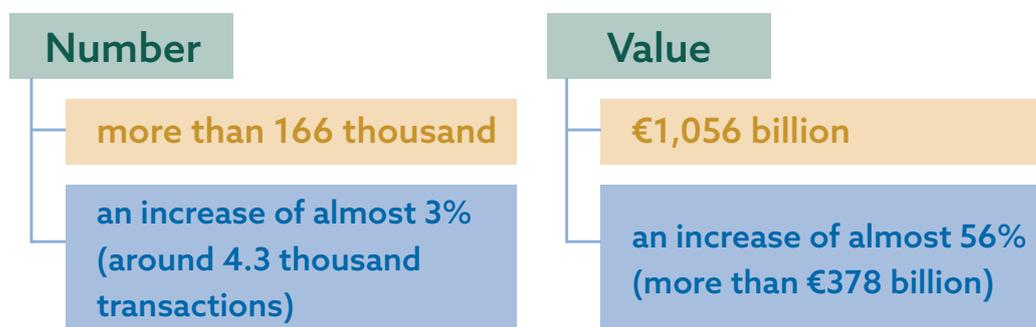 Number
more than 166 thousand
an increase of almost 3%
(around 4.3 thousand
transactions)
Value
€1,056 billion
an increase of almost 56%
(more than €378 billion)